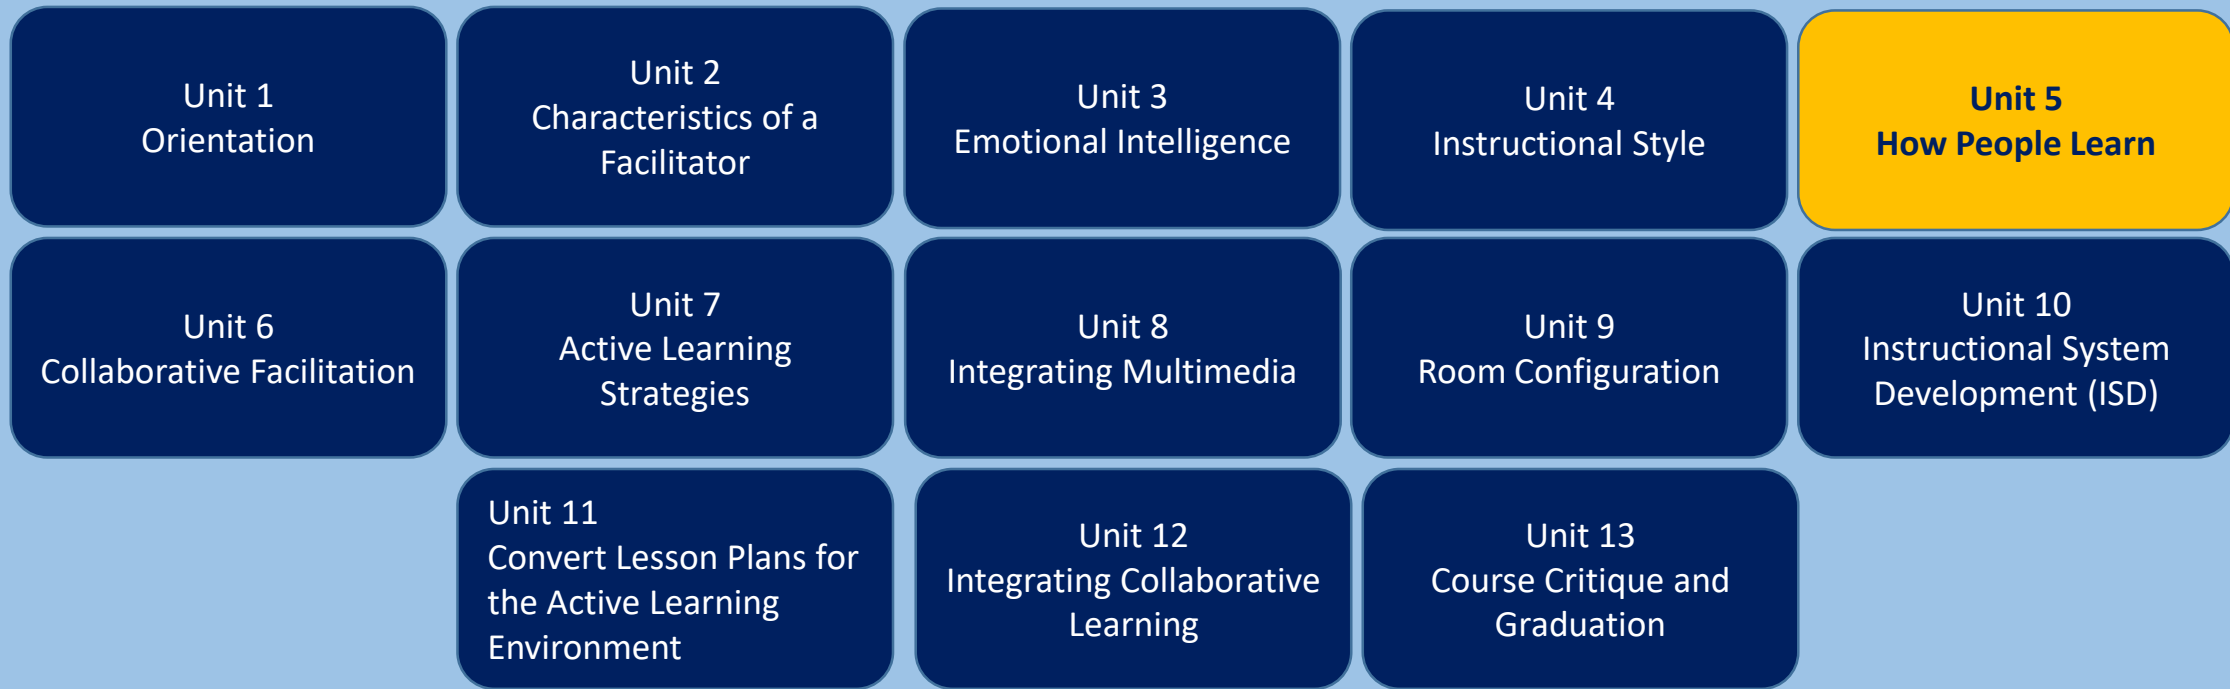 Unit 1
Orientation
Unit 2
Characteristics of a
Facilitator
Unit 3
Emotional Intelligence
Unit 4
Instructional Style
Unit 5
How People Learn
Unit 6
Collaborative Facilitation
Unit 7
Active Learning
Strategies
Unit 8
Integrating Multimedia
Unit 9
Room Configuration
Unit 10
Instructional System
Development (ISD)
Unit 11
Convert Lesson Plans for
the Active Learning
Environment
Unit 12
Integrating Collaborative
Learning
Unit 13
Course Critique and
Graduation